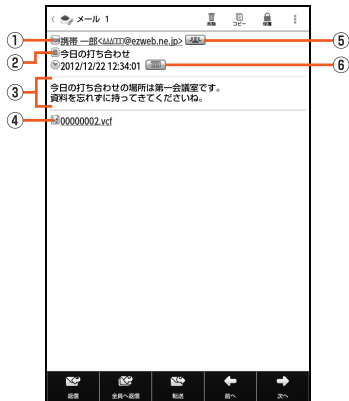 メール 1
削除 コピー 保護
① 携帯 一郎<△△△□□□@ezweb.ne.jp> ⑤
② 今日の打ち合わせ
2012/12/22 12:34:01 ⑥
③ 今日の打ち合わせの場所は第一会議室です。
資料を忘れずに持ってきてくださいね。
④ 00000002.vcf
返信 全員へ返信 転送 前へ 次へ